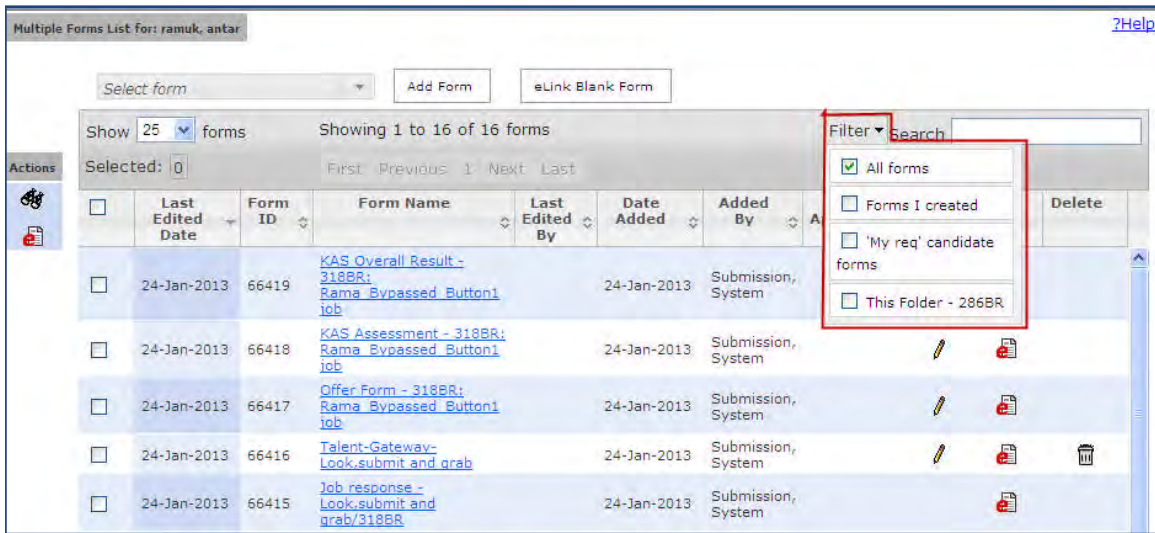 Multiple Forms List for: ramuk, antar
?Help
Select form
Add Form
eLink Blank Form
Show 25 forms
Showing 1 to 16 of 16 forms
Filter
Search
Actions
Selected: 0
First Previous 1 Next Last
All forms
Forms I created
'My req' candidate
forms
This Folder - 286BR
Last
Edited
Date
Form
ID
Form Name
Last
Edited
By
Date
Added
Added
By
Delete
24-Jan-2013
66419
KAS Overall Result -
318BR:
Rama_Bypassed_Button1
job
24-Jan-2013
Submission,
System
24-Jan-2013
66418
KAS Assessment - 318BR:
Rama_Bypassed_Button1
job
24-Jan-2013
Submission,
System
24-Jan-2013
66417
Offer Form - 318BR:
Rama_Bypassed_Button1
job
24-Jan-2013
Submission,
System
24-Jan-2013
66416
Talent-Gateway-
Look,submit and grab
24-Jan-2013
Submission,
System
24-Jan-2013
66415
Job response -
Look,submit and
grab/318BR
24-Jan-2013
Submission,
System